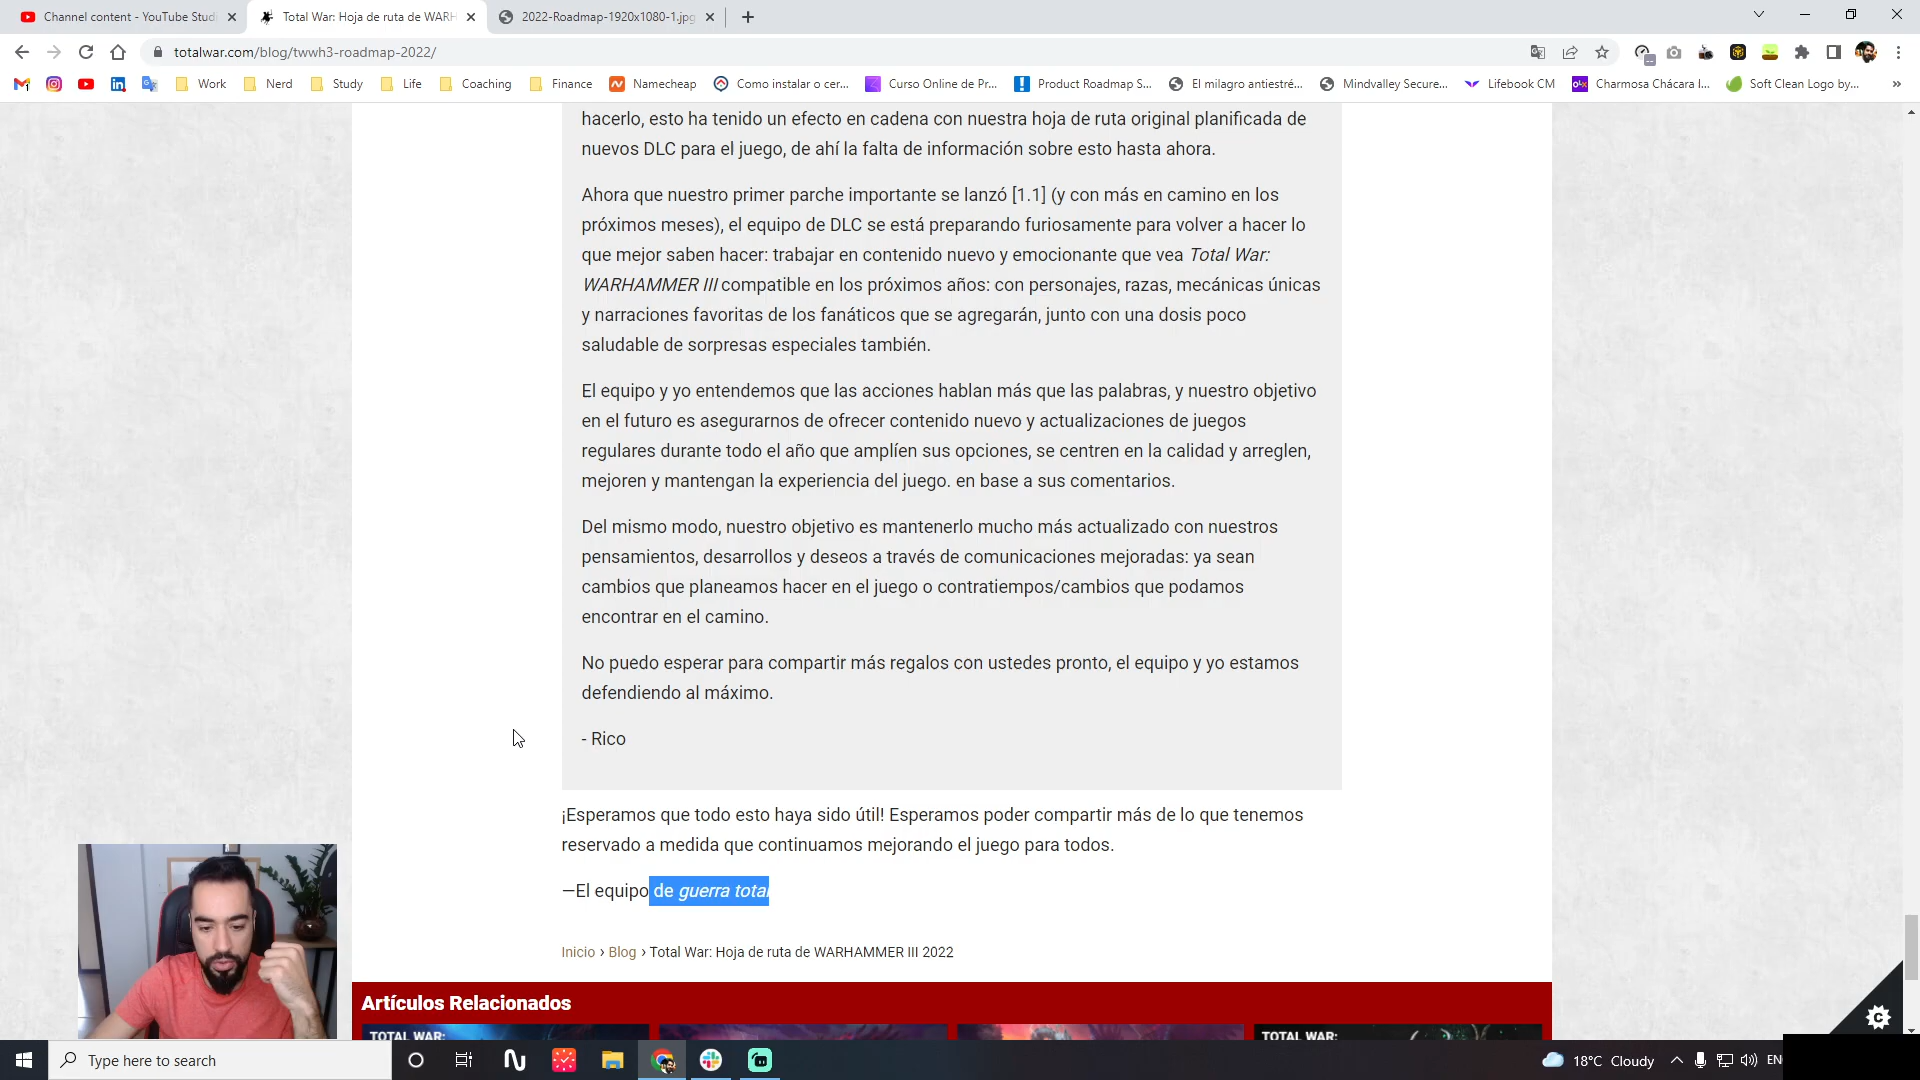 Channel content - YouTube Studi
Total War: Hoja de ruta de WARH
2022-Roadmap-1920x1080-1.jpg
totalwar.com/blog/twwh3-roadmap-2022/
Work
Nerd
Study
Life
Coaching
Finance
Namecheap
Como instalar o cer...
Curso Online de Pr...
Product Roadmap S...
El milagro antiestré...
Mindvalley Secure...
Lifebook CM
OLX
Charmosa Chácara I...
Soft Clean Logo by...
»
hacerlo, esto ha tenido un efecto en cadena con nuestra hoja de ruta original planificada de
nuevos DLC para el juego, de ahí la falta de información sobre esto hasta ahora.
Ahora que nuestro primer parche importante se lanzó [1.1] (y con más en camino en los
próximos meses), el equipo de DLC se está preparando furiosamente para volver a hacer lo
que mejor saben hacer: trabajar en contenido nuevo y emocionante que vea Total War:
WARHAMMER III compatible en los próximos años: con personajes, razas, mecánicas únicas
y narraciones favoritas de los fanáticos que se agregarán, junto con una dosis poco
saludable de sorpresas especiales también.
El equipo y yo entendemos que las acciones hablan más que las palabras, y nuestro objetivo
en el futuro es asegurarnos de ofrecer contenido nuevo y actualizaciones de juegos
regulares durante todo el año que amplíen sus opciones, se centren en la calidad y arreglen,
mejoren y mantengan la experiencia del juego. en base a sus comentarios.
Del mismo modo, nuestro objetivo es mantenerlo mucho más actualizado con nuestros
pensamientos, desarrollos y deseos a través de comunicaciones mejoradas: ya sean
cambios que planeamos hacer en el juego o contratiempos/cambios que podamos
encontrar en el camino.
No puedo esperar para compartir más regalos con ustedes pronto, el equipo y yo estamos
defendiendo al máximo.
- Rico
¡Esperamos que todo esto haya sido útil! Esperamos poder compartir más de lo que tenemos
reservado a medida que continuamos mejorando el juego para todos.
—El equipo de guerra total
Inicio › Blog › Total War: Hoja de ruta de WARHAMMER III 2022
Artículos Relacionados
TOTAL WAR:
TOTAL WAR:
Type here to search
18°C Cloudy
EN